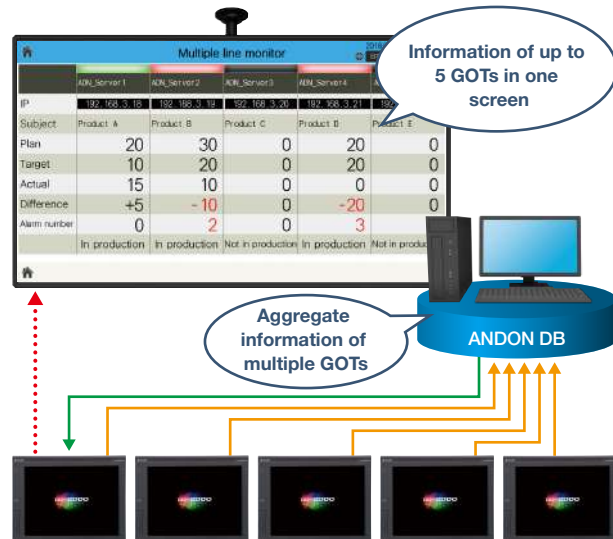 Multiple line monitor
Information of up to
5 GOTs in one
screen
ADN_Server1 ADN_Server2 ADN_Server3 ADN_Server4
IP 192.168.3.18 192.168.3.19 192.168.3.20 192.168.3.21
Subject Product A Product B Product C Product D Product E
Plan 20 30 0 20 0
Target 10 20 0 20 0
Actual 15 10 0 0 0
Difference +5 -10 0 -20 0
Alarm number 0 2 0 3
In production In production Not in production In production Not in
Aggregate
information of
multiple GOTs
ANDON DB